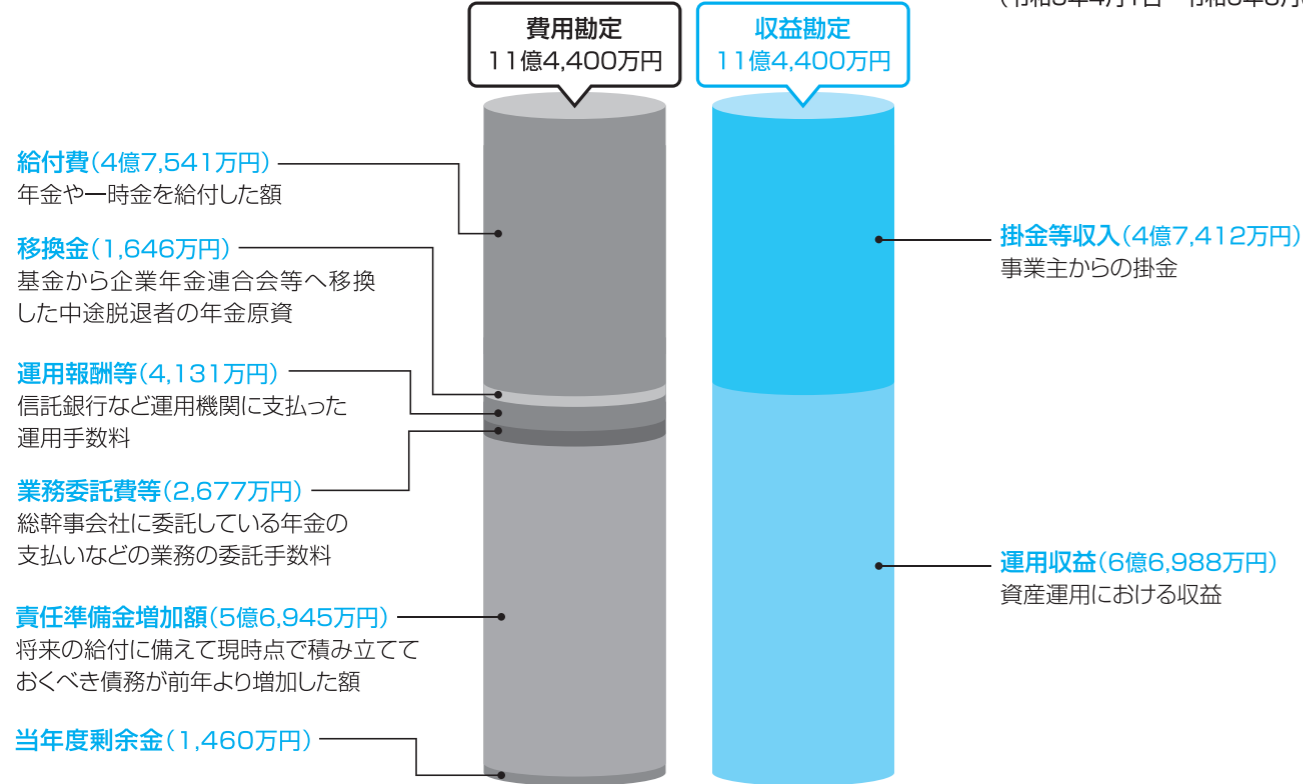 費用勘定
11億4,400万円
収益勘定
11億4,400万円
給付費(4億7,541万円)
年金や一時金を給付した額
移換金(1,646万円)
基金から企業年金連合会等へ移換
した中途脱退者の年金原資
運用報酬等(4,131万円)
信託銀行など運用機関に支払った
運用手数料
業務委託費等(2,677万円)
総幹事会社に委託している年金の
支払いなどの業務の委託手数料
責任準備金増加額(5億6,945万円)
将来の給付に備えて現時点で積み立てて
おくべき債務が前年より増加した額
当年度剰余金(1,460万円)
掛金等収入(4億7,412万円)
事業主からの掛金
運用収益(6億6,988万円)
資産運用における収益